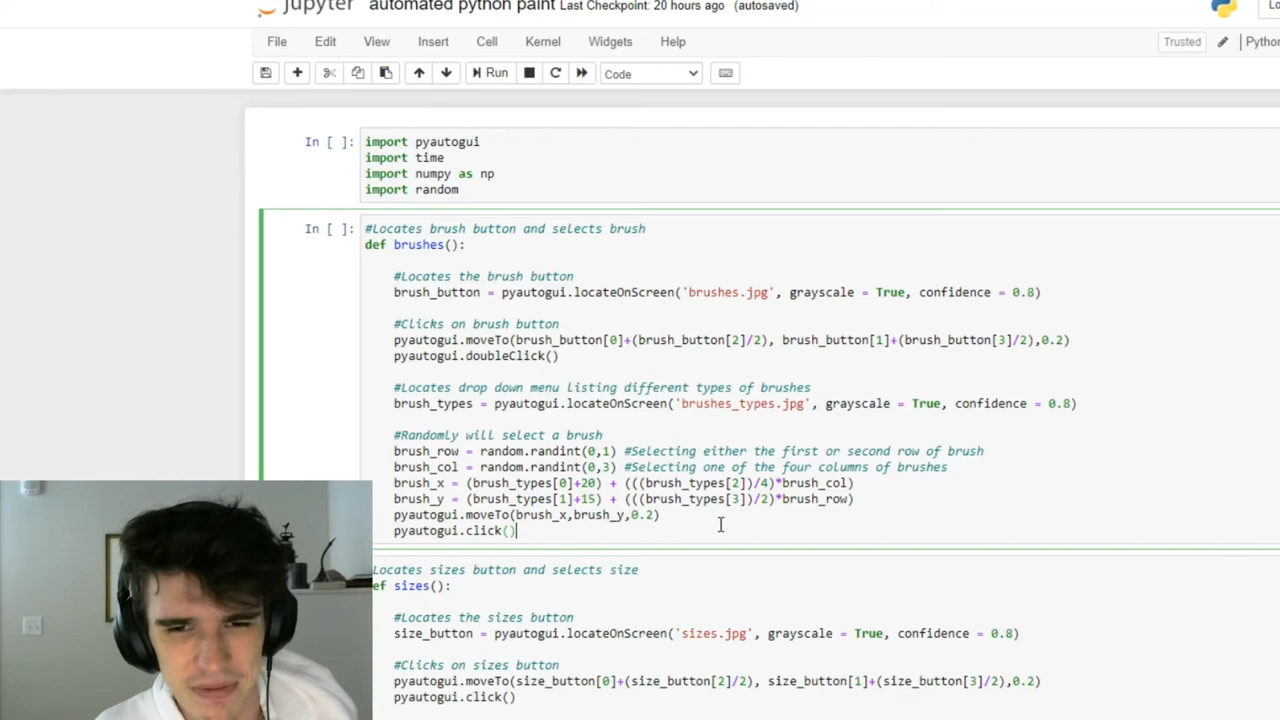 jupyter automated python paint Last Checkpoint: 20 hours ago (autosaved)
File Edit View Insert Cell Kernel Widgets Help Trusted Python
Run Code
In [ ]: import pyautogui
import time
import numpy as np
import random
In [ ]: #Locates brush button and selects brush
def brushes():
#Locates the brush button
brush_button = pyautogui.locateOnScreen('brushes.jpg', grayscale = True, confidence = 0.8)
#Clicks on brush button
pyautogui.moveTo(brush_button[0]+(brush_button[2]/2), brush_button[1]+(brush_button[3]/2),0.2)
pyautogui.doubleClick()
#Locates drop down menu listing different types of brushes
brush_types = pyautogui.locateOnScreen('brushes_types.jpg', grayscale = True, confidence = 0.8)
#Randomly will select a brush
brush_row = random.randint(0,1) #Selecting either the first or second row of brush
brush_col = random.randint(0,3) #Selecting one of the four columns of brushes
brush_x = (brush_types[0]+20) + (((brush_types[2])/4)*brush_col)
brush_y = (brush_types[1]+15) + (((brush_types[3])/2)*brush_row)
pyautogui.moveTo(brush_x,brush_y,0.2)
pyautogui.click()
Locates sizes button and selects size
ef sizes():
#Locates the sizes button
size_button = pyautogui.locateOnScreen('sizes.jpg', grayscale = True, confidence = 0.8)
#Clicks on sizes button
pyautogui.moveTo(size_button[0]+(size_button[2]/2), size_button[1]+(size_button[3]/2),0.2)
pyautogui.click()